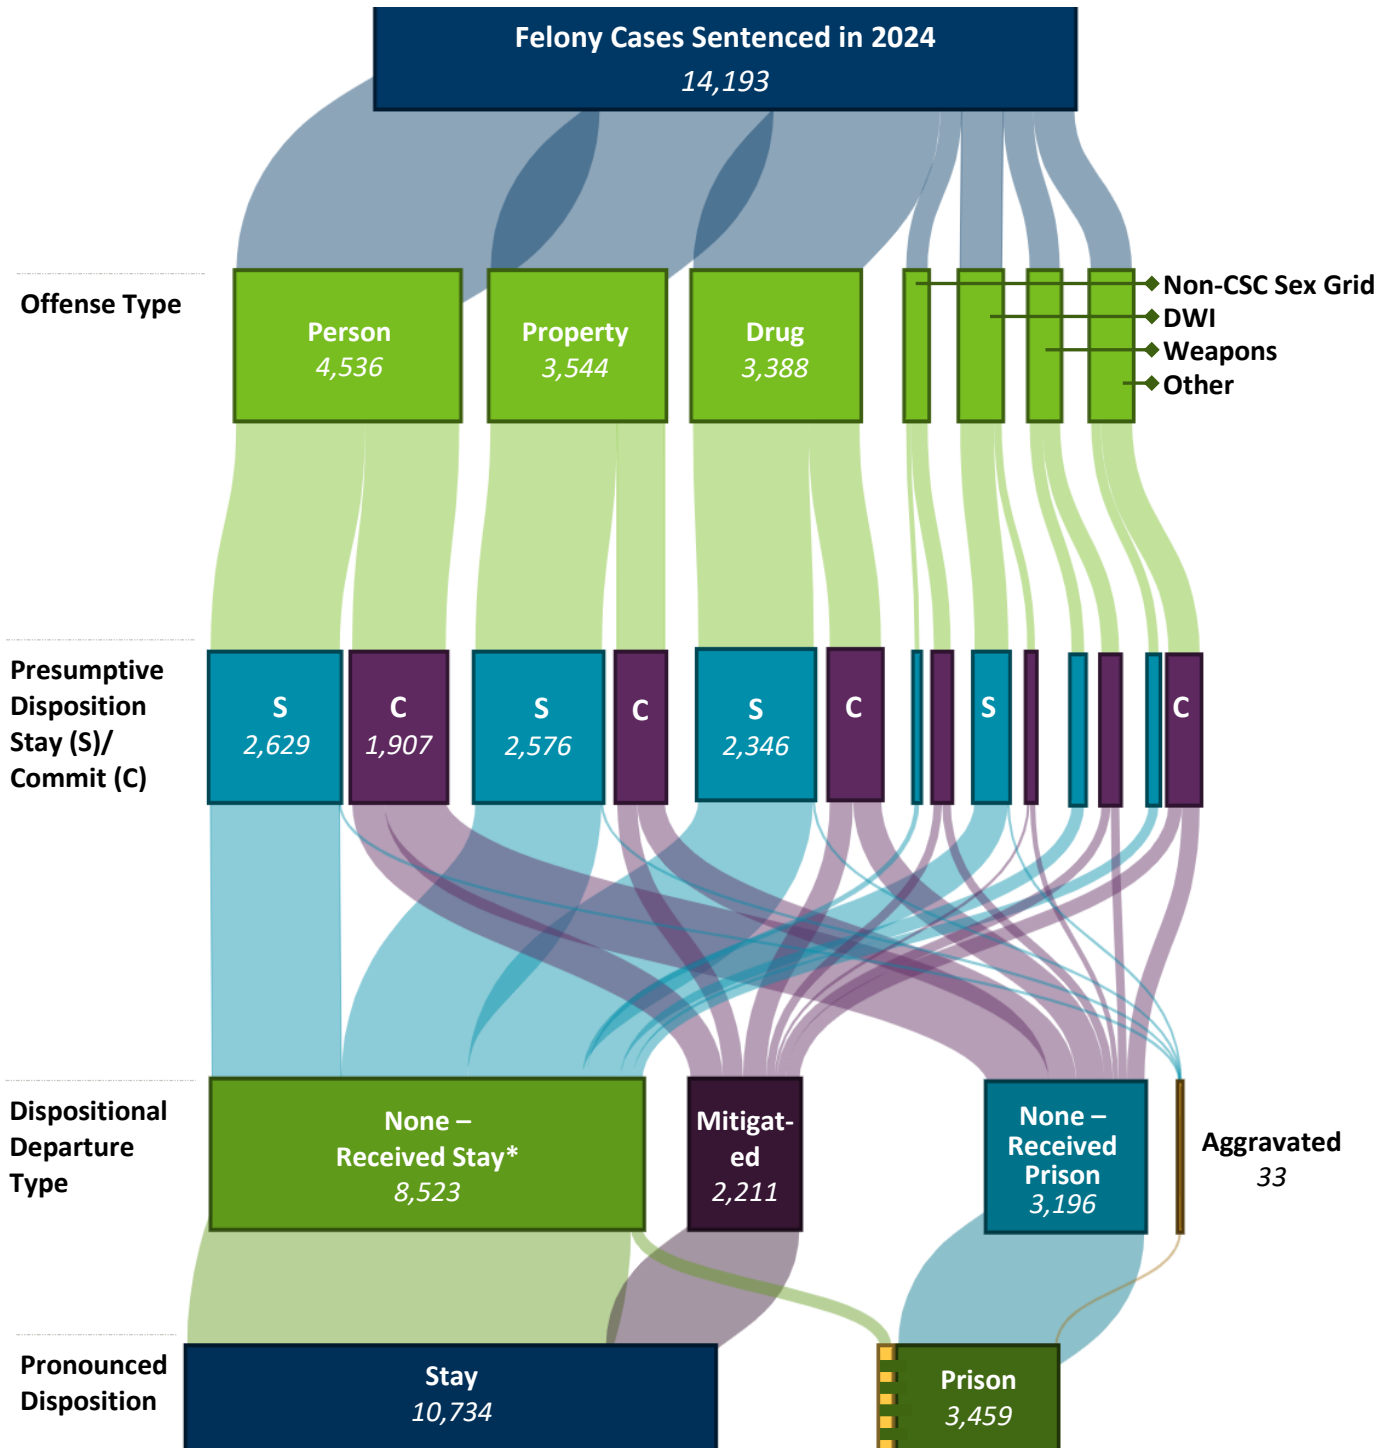 Felony Cases Sentenced in 2024
14,193
Offense Type
Person
4,536
Property
3,544
Drug
3,388
Non-CSC Sex Grid
DWI
Weapons
Other
Presumptive
Disposition
Stay (S)/
Commit (C)
S
2,629
C
1,907
S
2,576
C
S
2,346
C
S
C
Dispositional
Departure
Type
None –
Received Stay*
8,523
Mitigat-
ed
2,211
None –
Received
Prison
3,196
Aggravated
33
Pronounced
Disposition
Stay
10,734
Prison
3,459